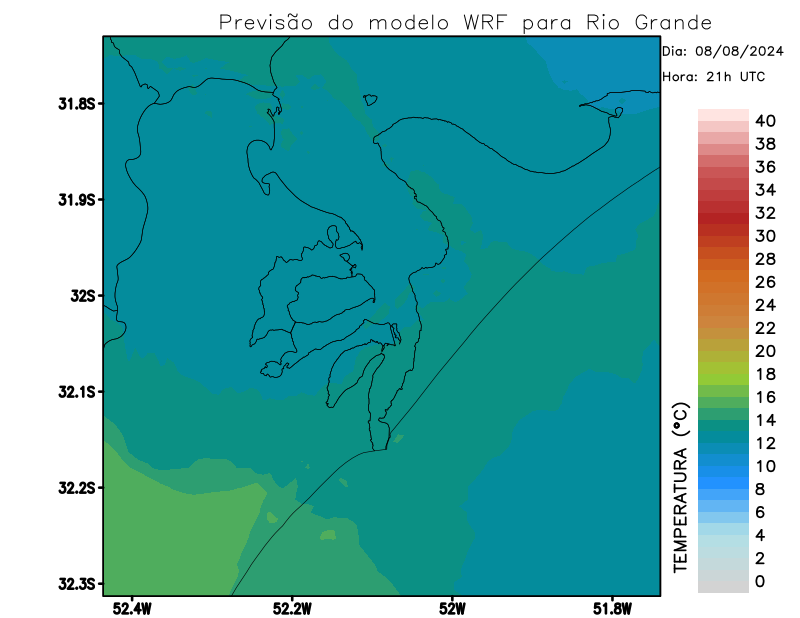 Previsão do modelo WRF para Rio Grande
Dia: 08/08/2024
Hora: 21h UTC
31.8S
31.9S
32S
32.1S
32.2S
32.3S
52.4W
52.2W
52W
51.8W
TEMPERATURA (°C)
40
38
36
34
32
30
28
26
24
22
20
18
16
14
12
10
8
6
4
2
0